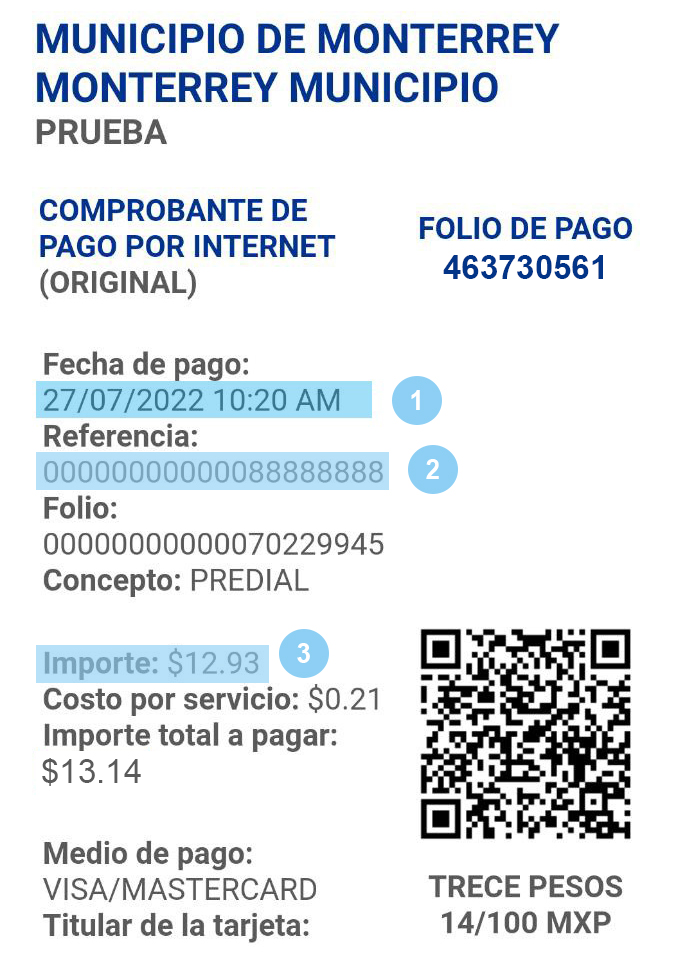 MUNICIPIO DE MONTERREY
MONTERREY MUNICIPIO
PRUEBA
COMPROBANTE DE
PAGO POR INTERNET
(ORIGINAL)
FOLIO DE PAGO
463730561
Fecha de pago:
27/07/2022 10:20 AM
1
Referencia:
00000000000088888888
2
Folio:
00000000000070229945
Concepto: PREDIAL
Importe: $12.93
3
Costo por servicio: $0.21
Importe total a pagar:
$13.14
Medio de pago:
VISA/MASTERCARD
Titular de la tarjeta:
TRECE PESOS
14/100 MXP